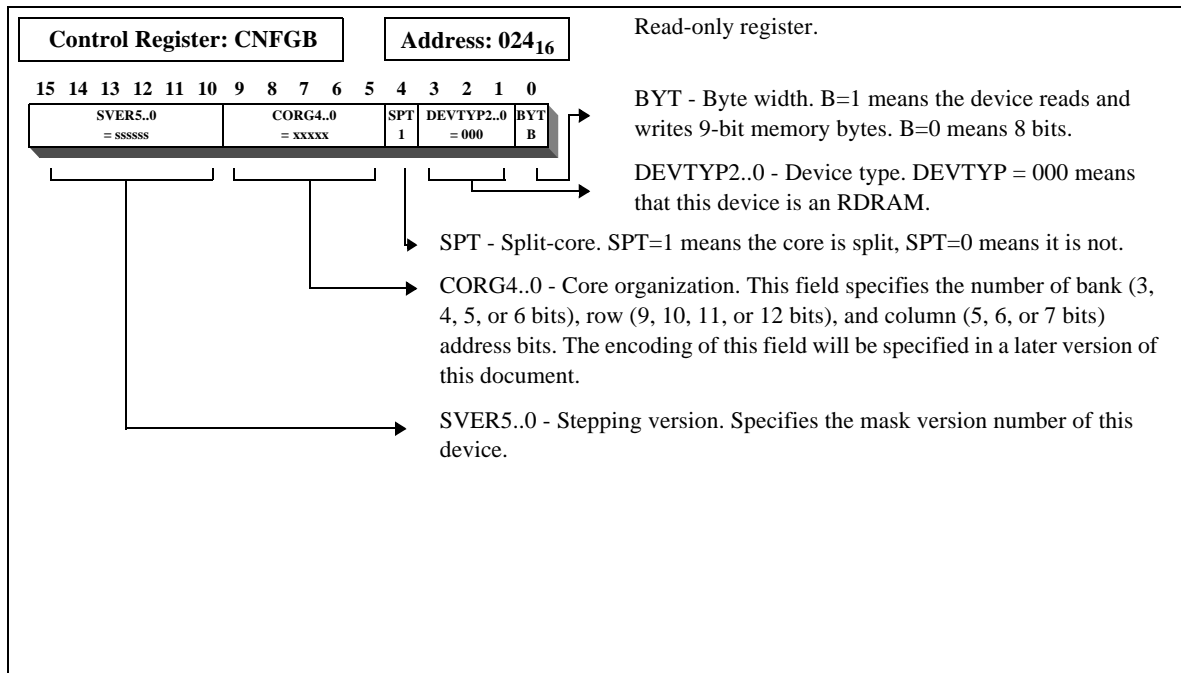 Control Register: CNFGB
Address: 024₁₆
Read-only register.
15 14 13 12 11 10 9 8 7 6 5 4 3 2 1 0
SVER5..0 CORG4..0 SPT DEVTYP2..0 BYT
= ssssss = xxxxx 1 = 000 B
BYT - Byte width. B=1 means the device reads and
writes 9-bit memory bytes. B=0 means 8 bits.
DEVTYP2..0 - Device type. DEVTYP = 000 means
that this device is an RDRAM.
SPT - Split-core. SPT=1 means the core is split, SPT=0 means it is not.
CORG4..0 - Core organization. This field specifies the number of bank (3,
4, 5, or 6 bits), row (9, 10, 11, or 12 bits), and column (5, 6, or 7 bits)
address bits. The encoding of this field will be specified in a later version of
this document.
SVER5..0 - Stepping version. Specifies the mask version number of this
device.